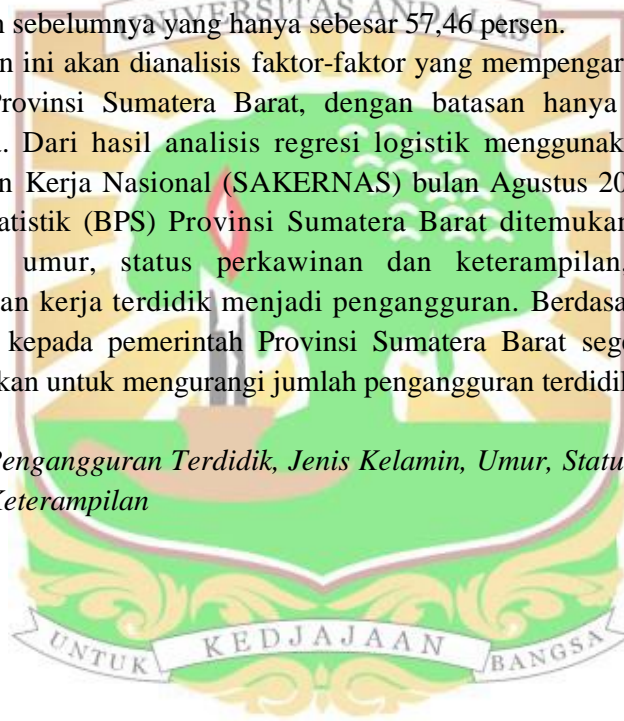 UNIVERSITAS ANDALAS
n sebelumnya yang hanya sebesar 57,46 persen.
n ini akan dianalisis faktor-faktor yang mempengar
Provinsi Sumatera Barat, dengan batasan hanya
. Dari hasil analisis regresi logistik menggunak
n Kerja Nasional (SAKERNAS) bulan Agustus 20
atistik (BPS) Provinsi Sumatera Barat ditemukan
umur, status perkawinan dan keterampilan,
an kerja terdidik menjadi pengangguran. Berdasa
kepada pemerintah Provinsi Sumatera Barat sege
kan untuk mengurangi jumlah pengangguran terdidil
Pengangguran Terdidik, Jenis Kelamin, Umur, Statu
Keterampilan
UNTUK KEDJAJAAN BANGSA